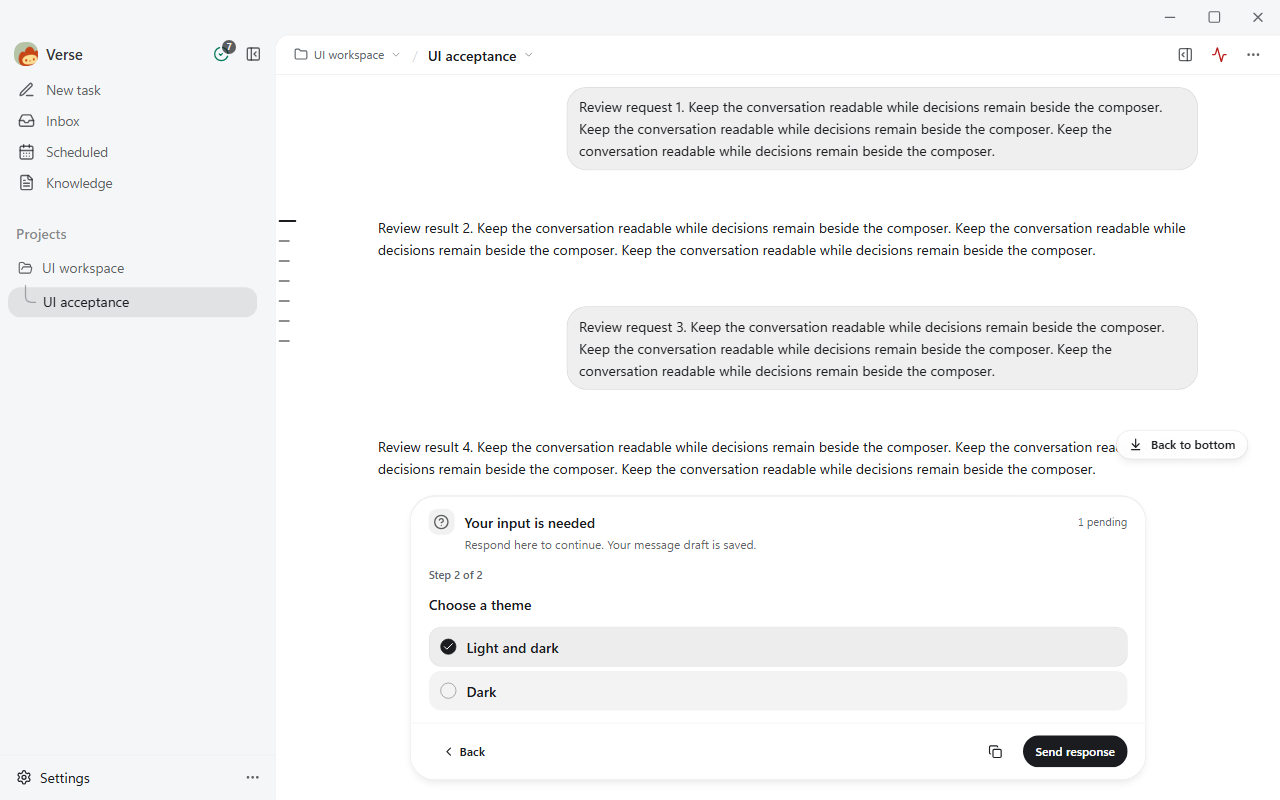 Verse
7
New task
Inbox
Scheduled
Knowledge
Projects
UI workspace
UI acceptance
Settings
UI workspace / UI acceptance
Review request 1. Keep the conversation readable while decisions remain beside the composer.
Keep the conversation readable while decisions remain beside the composer. Keep the
conversation readable while decisions remain beside the composer.
Review result 2. Keep the conversation readable while decisions remain beside the composer. Keep the conversation readable while
decisions remain beside the composer. Keep the conversation readable while decisions remain beside the composer.
Review request 3. Keep the conversation readable while decisions remain beside the composer.
Keep the conversation readable while decisions remain beside the composer. Keep the
conversation readable while decisions remain beside the composer.
Review result 4. Keep the conversation readable while decisions remain beside the composer. Keep the conversation
Back to bottom
decisions remain beside the composer. Keep the conversation readable while decisions remain beside the composer.
Your input is needed
1 pending
Respond here to continue. Your message draft is saved.
Step 2 of 2
Choose a theme
Light and dark
Dark
Back
Send response